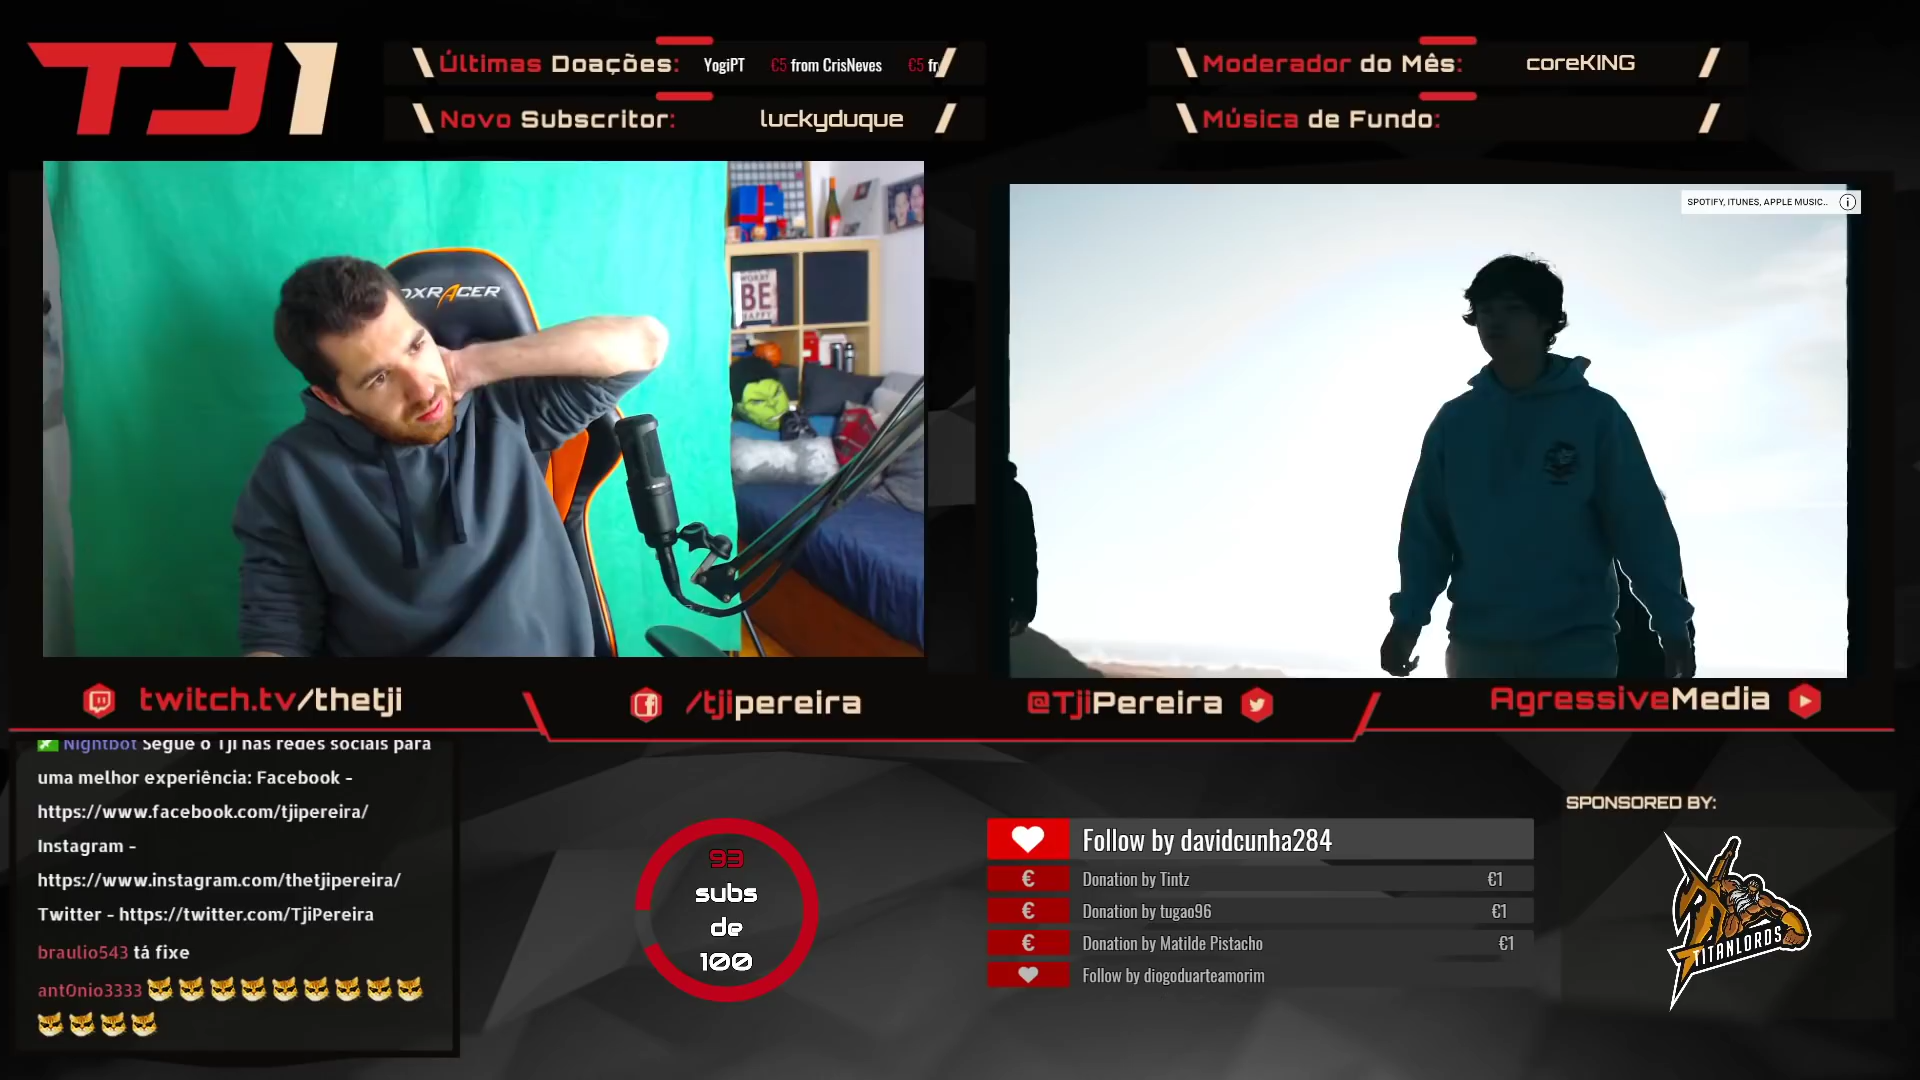 TJI
Últimas Doações: YogiPT €5 from CrisNeves €5 fr
Novo Subscritor: luckyduque
Moderador do Mês: coreKING
Música de Fundo:
DXRACER
BE
HAPPY
SPOTIFY, ITUNES, APPLE MUSIC..
twitch.tv/thetji
/tjipereira
@TjiPereira
AgressiveMedia
Nightbot Segue o Tji nas redes sociais para
uma melhor experiência: Facebook -
https://www.facebook.com/tjipereira/
Instagram -
https://www.instagram.com/thetjipereira/
Twitter - https://twitter.com/TjiPereira
braulio543 tá fixe
ant0nio3333
93
subs
de
100
Follow by davidcunha284
Donation by Tintz €1
Donation by tugao96 €1
Donation by Matilde Pistacho €1
Follow by diogoduarteamorim
SPONSORED BY:
TITANLORDS